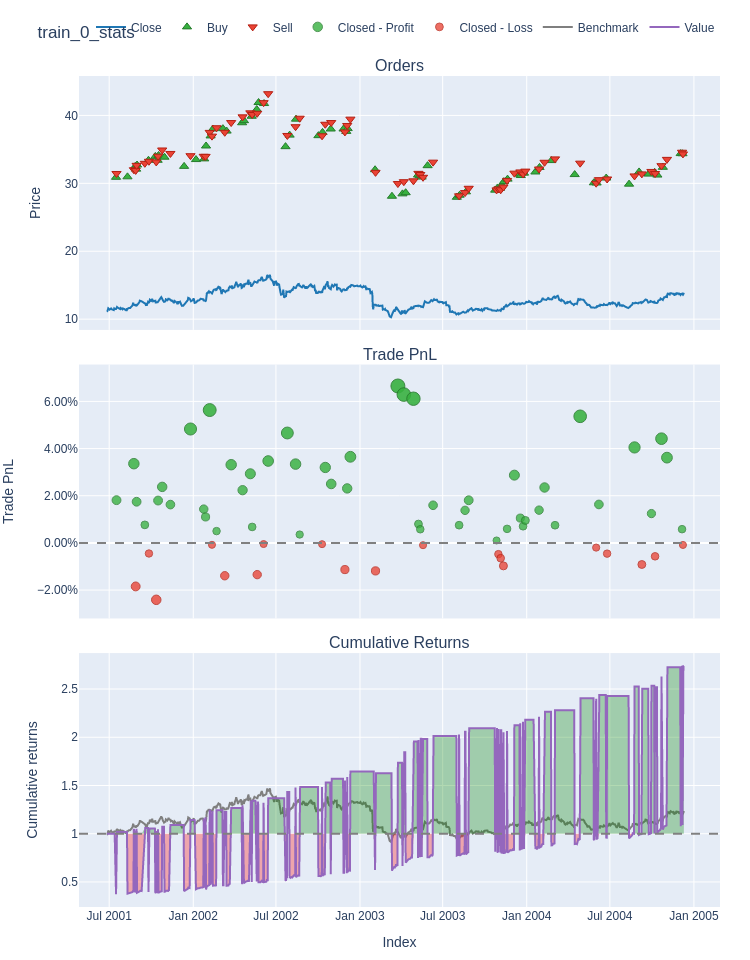 train_0_stats
Close Buy Sell Closed - Profit Closed - Loss Benchmark Value
Orders
40
30
20
10
Price
Trade PnL
6.00%
4.00%
2.00%
0.00%
−2.00%
Trade PnL
Cumulative Returns
2.5
2
1.5
1
0.5
Cumulative returns
Jul 2001 Jan 2002 Jul 2002 Jan 2003 Jul 2003 Jan 2004 Jul 2004 Jan 2005
Index